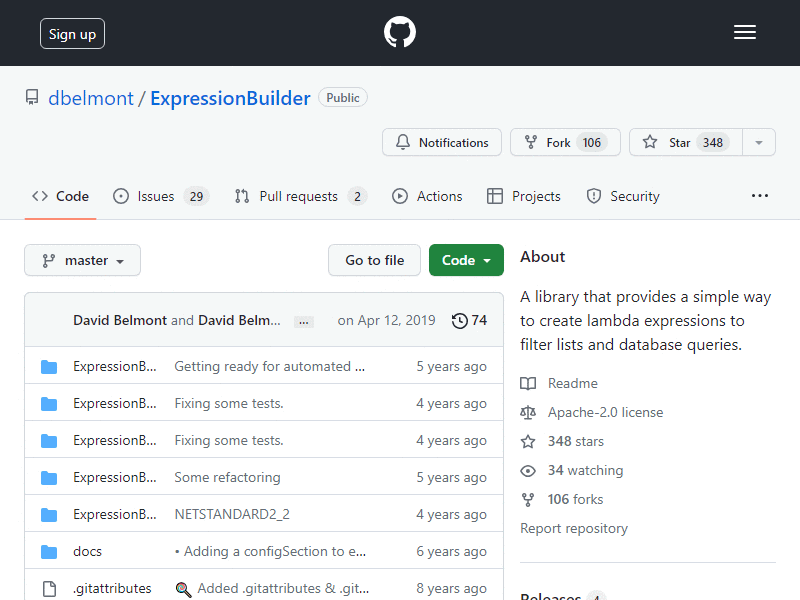 Sign up
dbelmont / ExpressionBuilder Public
Notifications Fork 106 Star 348
Code Issues 29 Pull requests 2 Actions Projects Security ...
master Go to file Code
David Belmont and David Belm... ... on Apr 12, 2019 74
ExpressionB... Getting ready for automated ... 5 years ago
ExpressionB... Fixing some tests. 4 years ago
ExpressionB... Fixing some tests. 4 years ago
ExpressionB... Some refactoring 5 years ago
ExpressionB... NETSTANDARD2_2 4 years ago
docs • Adding a configSection to e... 6 years ago
.gitattributes Added .gitattributes & .git... 8 years ago
About
A library that provides a simple way
to create lambda expressions to
filter lists and database queries.
Readme
Apache-2.0 license
348 stars
34 watching
106 forks
Report repository
Releases 4